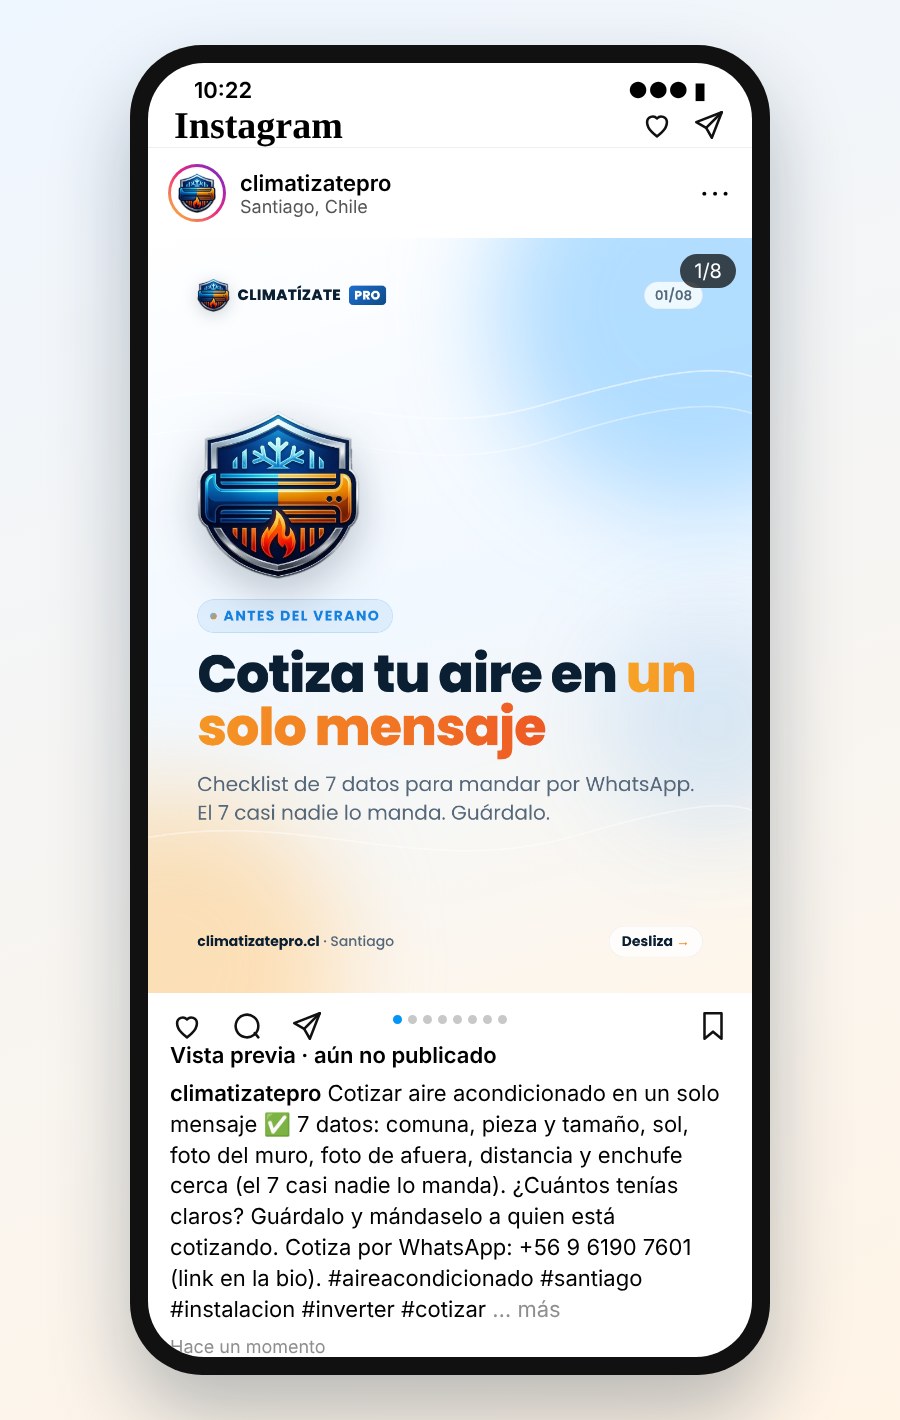 10:22
Instagram
climatizatepro
Santiago, Chile
1/8
CLIMATÍZATE PRO
01/08
ANTES DEL VERANO
Cotiza tu aire en un
solo mensaje
Checklist de 7 datos para mandar por WhatsApp.
El 7 casi nadie lo manda. Guárdalo.
climatizatepro.cl · Santiago
Desliza →
Vista previa · aún no publicado
climatizatepro Cotizar aire acondicionado en un solo
mensaje ✅ 7 datos: comuna, pieza y tamaño, sol,
foto del muro, foto de afuera, distancia y enchufe
cerca (el 7 casi nadie lo manda). ¿Cuántos tenías
claros? Guárdalo y mándaselo a quien está
cotizando. Cotiza por WhatsApp: +56 9 6190 7601
(link en la bio). #aireacondicionado #santiago
#instalacion #inverter #cotizar ... más
Hace un momento